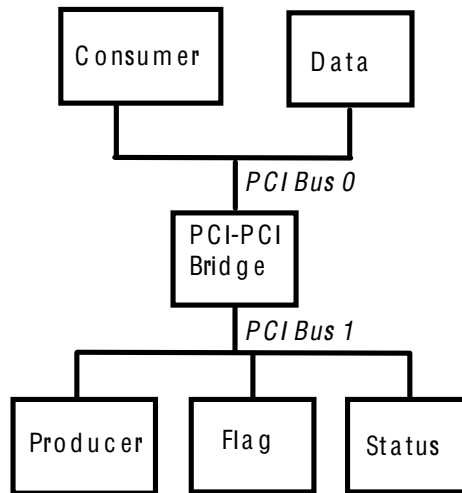 Consumer
Data
PCI Bus 0
PCI-PCI
Bridge
PCI Bus 1
Producer
Flag
Status